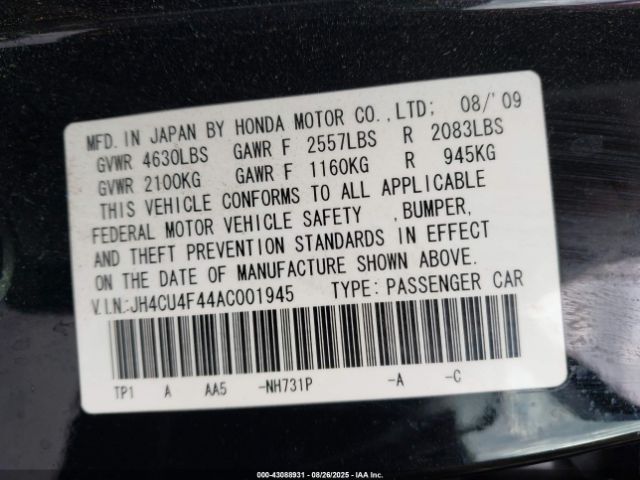 MFD. IN JAPAN BY HONDA MOTOR CO.,LTD; 08/'09
GVWR 4630LBS GAWR F 2557LBS R 2083LBS
GVWR 2100KG GAWR F 1160KG R 945KG
THIS VEHICLE CONFORMS TO ALL APPLICABLE
FEDERAL MOTOR VEHICLE SAFETY ,BUMPER,
AND THEFT PREVENTION STANDARDS IN EFFECT
ON THE DATE OF MANUFACTURE SHOWN ABOVE.
V.I.N:JH4CU4F44AC001945 TYPE: PASSENGER CAR
TP1 A AA5 -NH731P -A -C
000-43088931 - 08/26/2025 - Copyright © IAA, Inc.